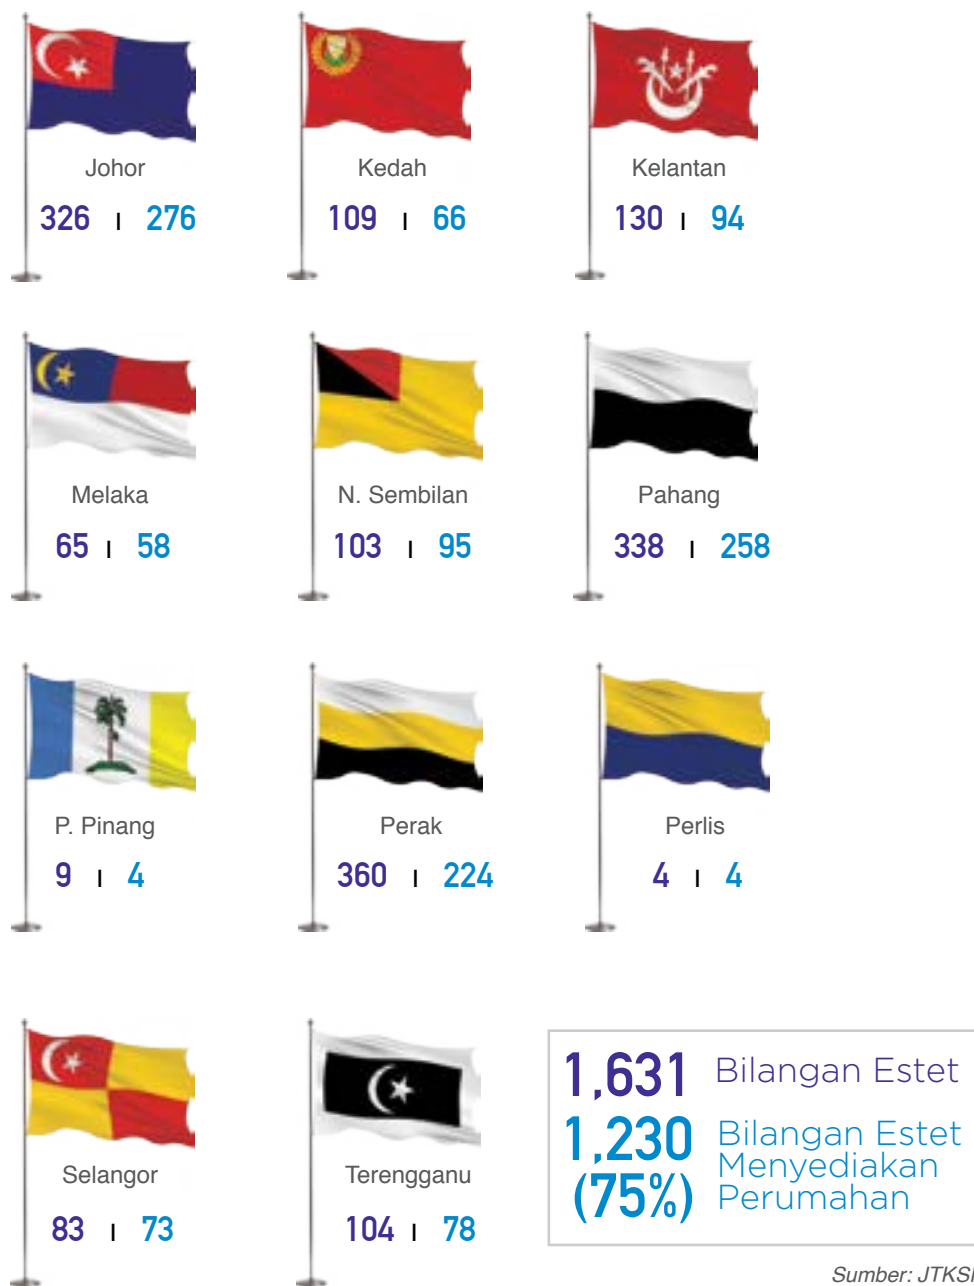 Johor
326 | 276
Kedah
109 | 66
Kelantan
130 | 94
Melaka
65 | 58
N. Sembilan
103 | 95
Pahang
338 | 258
P. Pinang
9 | 4
Perak
360 | 224
Perlis
4 | 4
Selangor
83 | 73
Terengganu
104 | 78
1,631 Bilangan Estet
1,230 Bilangan Estet
(75%) Menyediakan
Perumahan
Sumber: